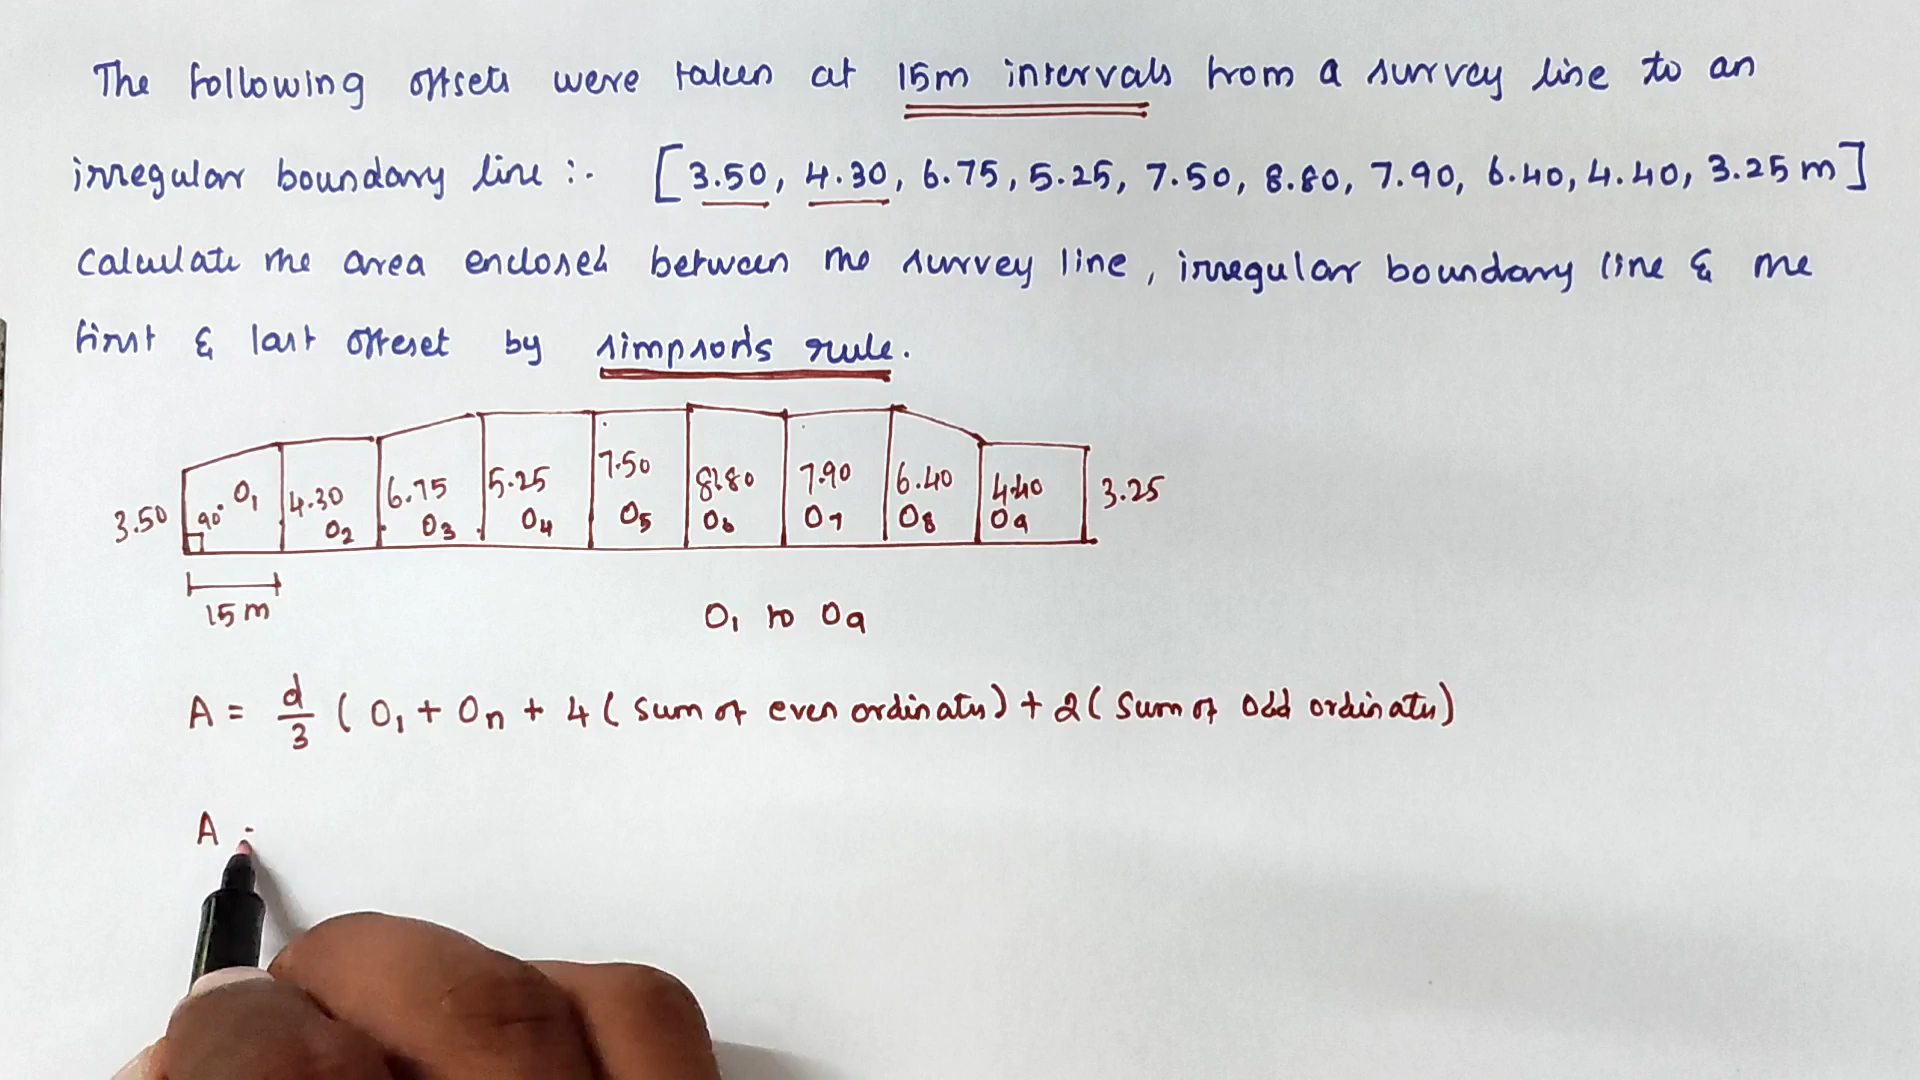 The following offsets were taken at 15m intervals from a survey line to an
irregular boundary line :- [3.50, 4.30, 6.75, 5.25, 7.50, 8.80, 7.90, 6.40, 4.40, 3.25 m]
Calculate the area enclosed between the survey line, irregular boundary line & the
first & last offeset by simpson's rule.
3.50 90° O1 4.30 O2 6.75 O3 5.25 O4 7.50 O5 8.80 O6 7.90 O7 6.40 O8 4.40 O9 3.25
15 m
O1 to O9
A = d/3 ( O1 + On + 4 ( Sum of even ordinates) + 2 ( Sum of Odd ordinates)
A